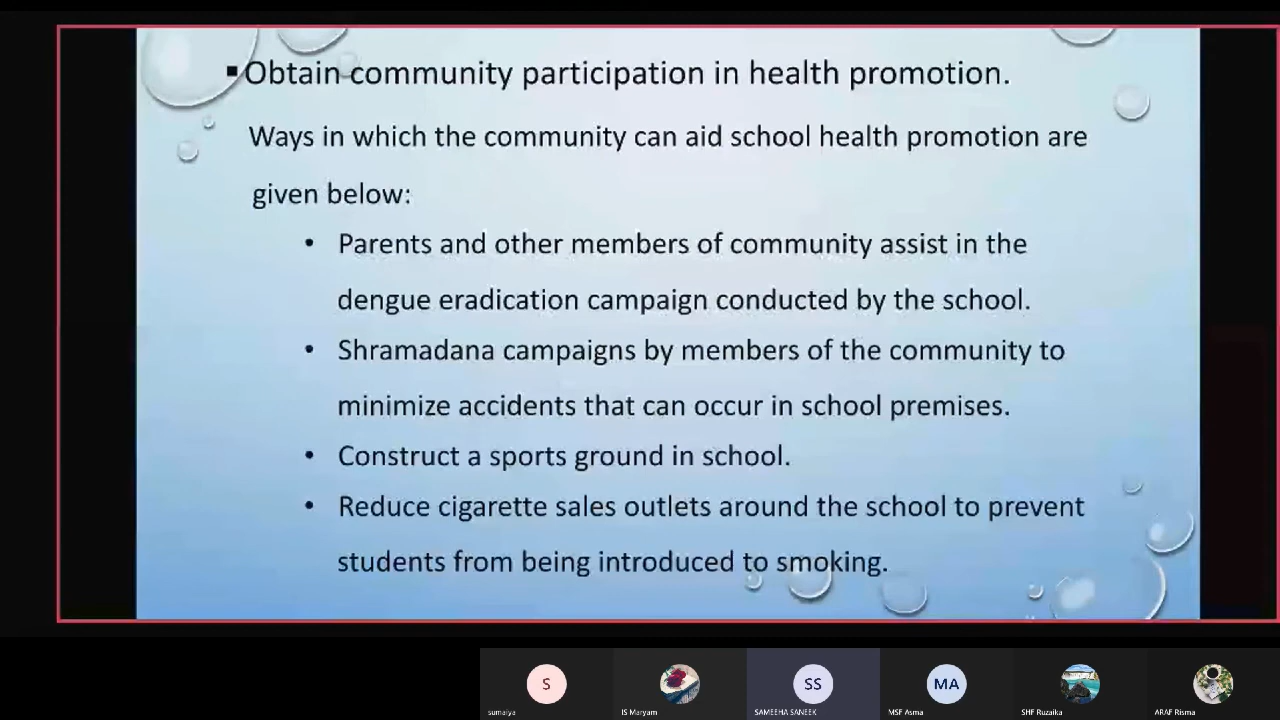 ▪Obtain community participation in health promotion.
Ways in which the community can aid school health promotion are
given below:
• Parents and other members of community assist in the
dengue eradication campaign conducted by the school.
• Shramadana campaigns by members of the community to
minimize accidents that can occur in school premises.
• Construct a sports ground in school.
• Reduce cigarette sales outlets around the school to prevent
students from being introduced to smoking.
S
SS
MA
sumaiya
IS Maryam
SAMEEHA SANEEK
MSF Asma
SHF Ruzaika
ARAF Risma